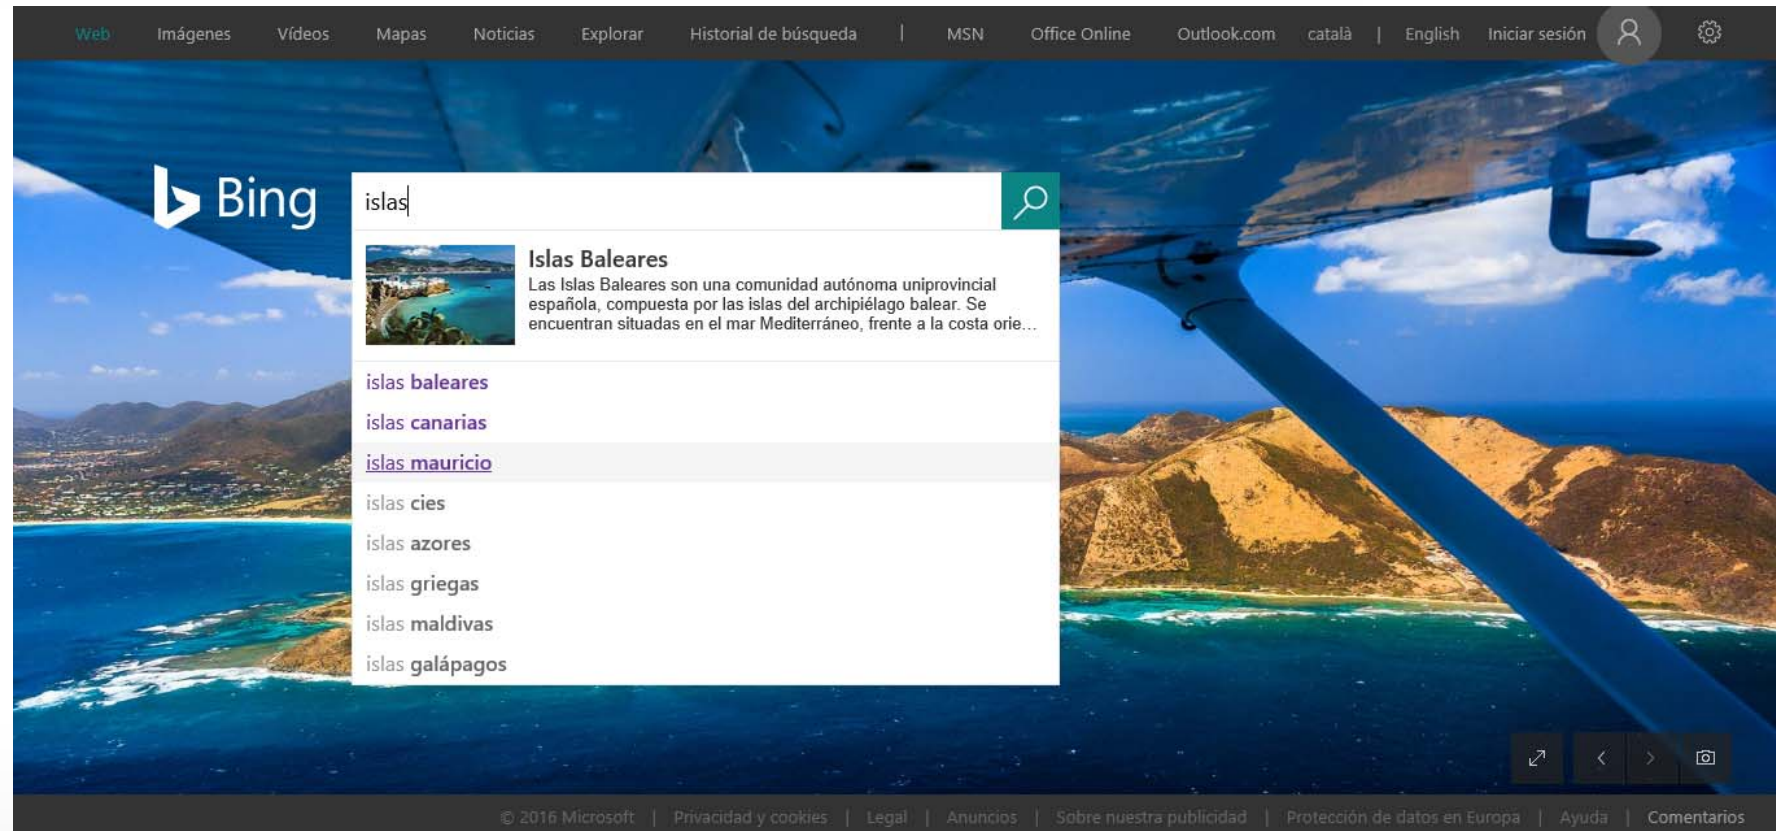 Web Imágenes Vídeos Mapas Noticias Explorar Historial de búsqueda | MSN Office Online Outlook.com català | English Iniciar sesión
Bing
islas
Islas Baleares
Las Islas Baleares son una comunidad autónoma uniprovincial
española, compuesta por las islas del archipiélago balear. Se
encuentran situadas en el mar Mediterráneo, frente a la costa orie...
islas baleares
islas canarias
islas mauricio
islas cies
islas azores
islas griegas
islas maldivas
islas galápagos
© 2016 Microsoft | Privacidad y cookies | Legal | Anuncios | Sobre nuestra publicidad | Protección de datos en Europa | Ayuda | Comentarios